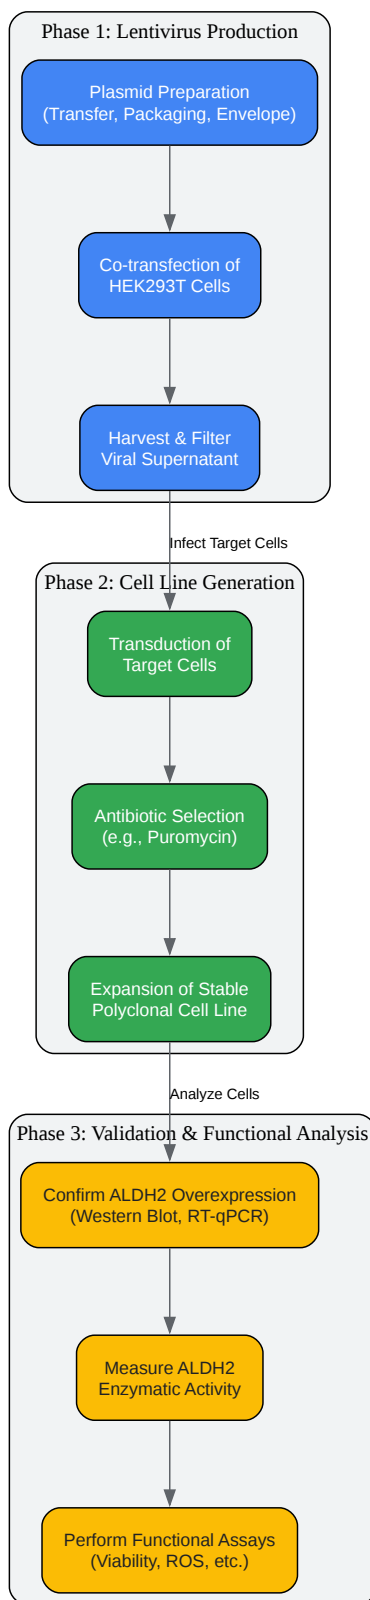 Phase 1: Lentivirus Production
Plasmid Preparation
(Transfer, Packaging, Envelope)
Co-transfection of
HEK293T Cells
Harvest & Filter
Viral Supernatant
Infect Target Cells
Phase 2: Cell Line Generation
Transduction of
Target Cells
Antibiotic Selection
(e.g., Puromycin)
Expansion of Stable
Polyclonal Cell Line
Analyze Cells
Phase 3: Validation & Functional Analysis
Confirm ALDH2 Overexpression
(Western Blot, RT-qPCR)
Measure ALDH2
Enzymatic Activity
Perform Functional Assays
(Viability, ROS, etc.)